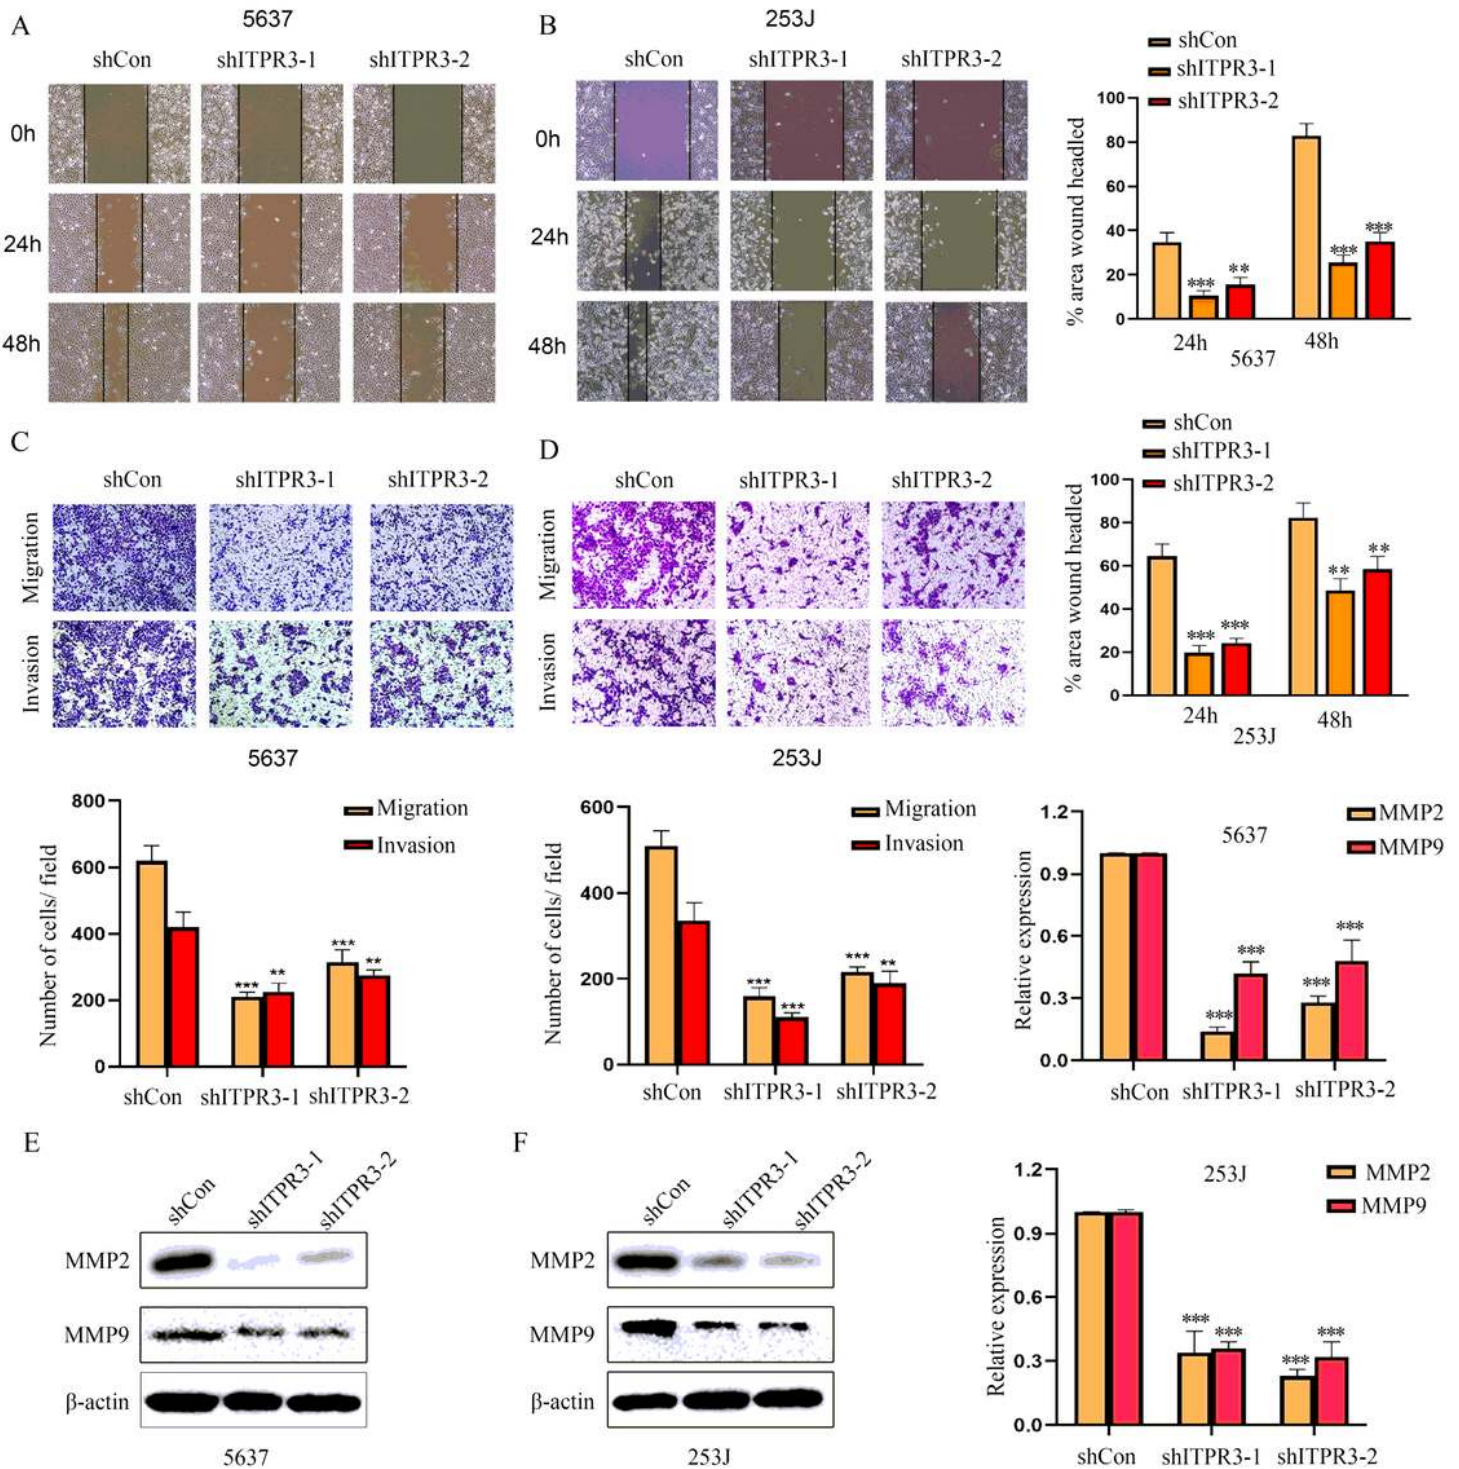 A
5637
shCon shITPR3-1 shITPR3-2
0h
24h
48h
B
253J
shCon shITPR3-1 shITPR3-2
0h
24h
48h
shCon
shITPR3-1
shITPR3-2
% area wound headled
100
80
60
40
20
0
*** ** *** ***
24h 48h
5637
shCon
shITPR3-1
shITPR3-2
% area wound headled
100
80
60
40
20
0
*** *** ** **
24h 48h
253J
C
shCon shITPR3-1 shITPR3-2
Migration
Invasion
5637
Migration
Invasion
Number of cells/ field
800
600
400
200
0
*** ** *** **
shCon shITPR3-1 shITPR3-2
D
shCon shITPR3-1 shITPR3-2
Migration
Invasion
253J
Migration
Invasion
Number of cells/ field
600
400
200
0
*** *** *** **
shCon shITPR3-1 shITPR3-2
MMP2
MMP9
5637
Relative expression
1.2
0.9
0.6
0.3
0.0
*** *** *** ***
shCon shITPR3-1 shITPR3-2
E
shCon shITPR3-1 shITPR3-2
MMP2
MMP9
β-actin
5637
F
shCon shITPR3-1 shITPR3-2
MMP2
MMP9
β-actin
253J
253J
MMP2
MMP9
Relative expression
1.2
0.9
0.6
0.3
0.0
*** *** *** ***
shCon shITPR3-1 shITPR3-2